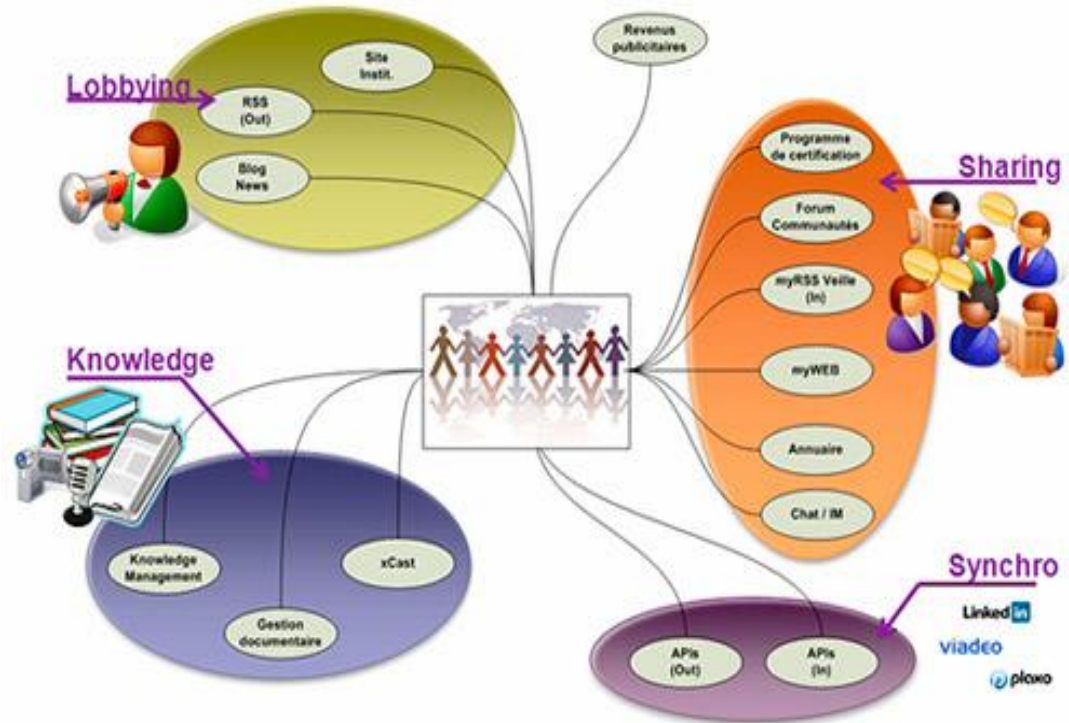 Revenus
publicitaires
Site
Instit.
Lobbying
RSS
(Out)
Blog
News
Programme
de certification
Sharing
Forum
Communautés
myRSS Veille
(In)
myWEB
Annuaire
Chat / IM
Knowledge
Knowledge
Management
xCast
Gestion
documentaire
Synchro
Linked in
viadeo
plaxo
APIs
(Out)
APIs
(In)